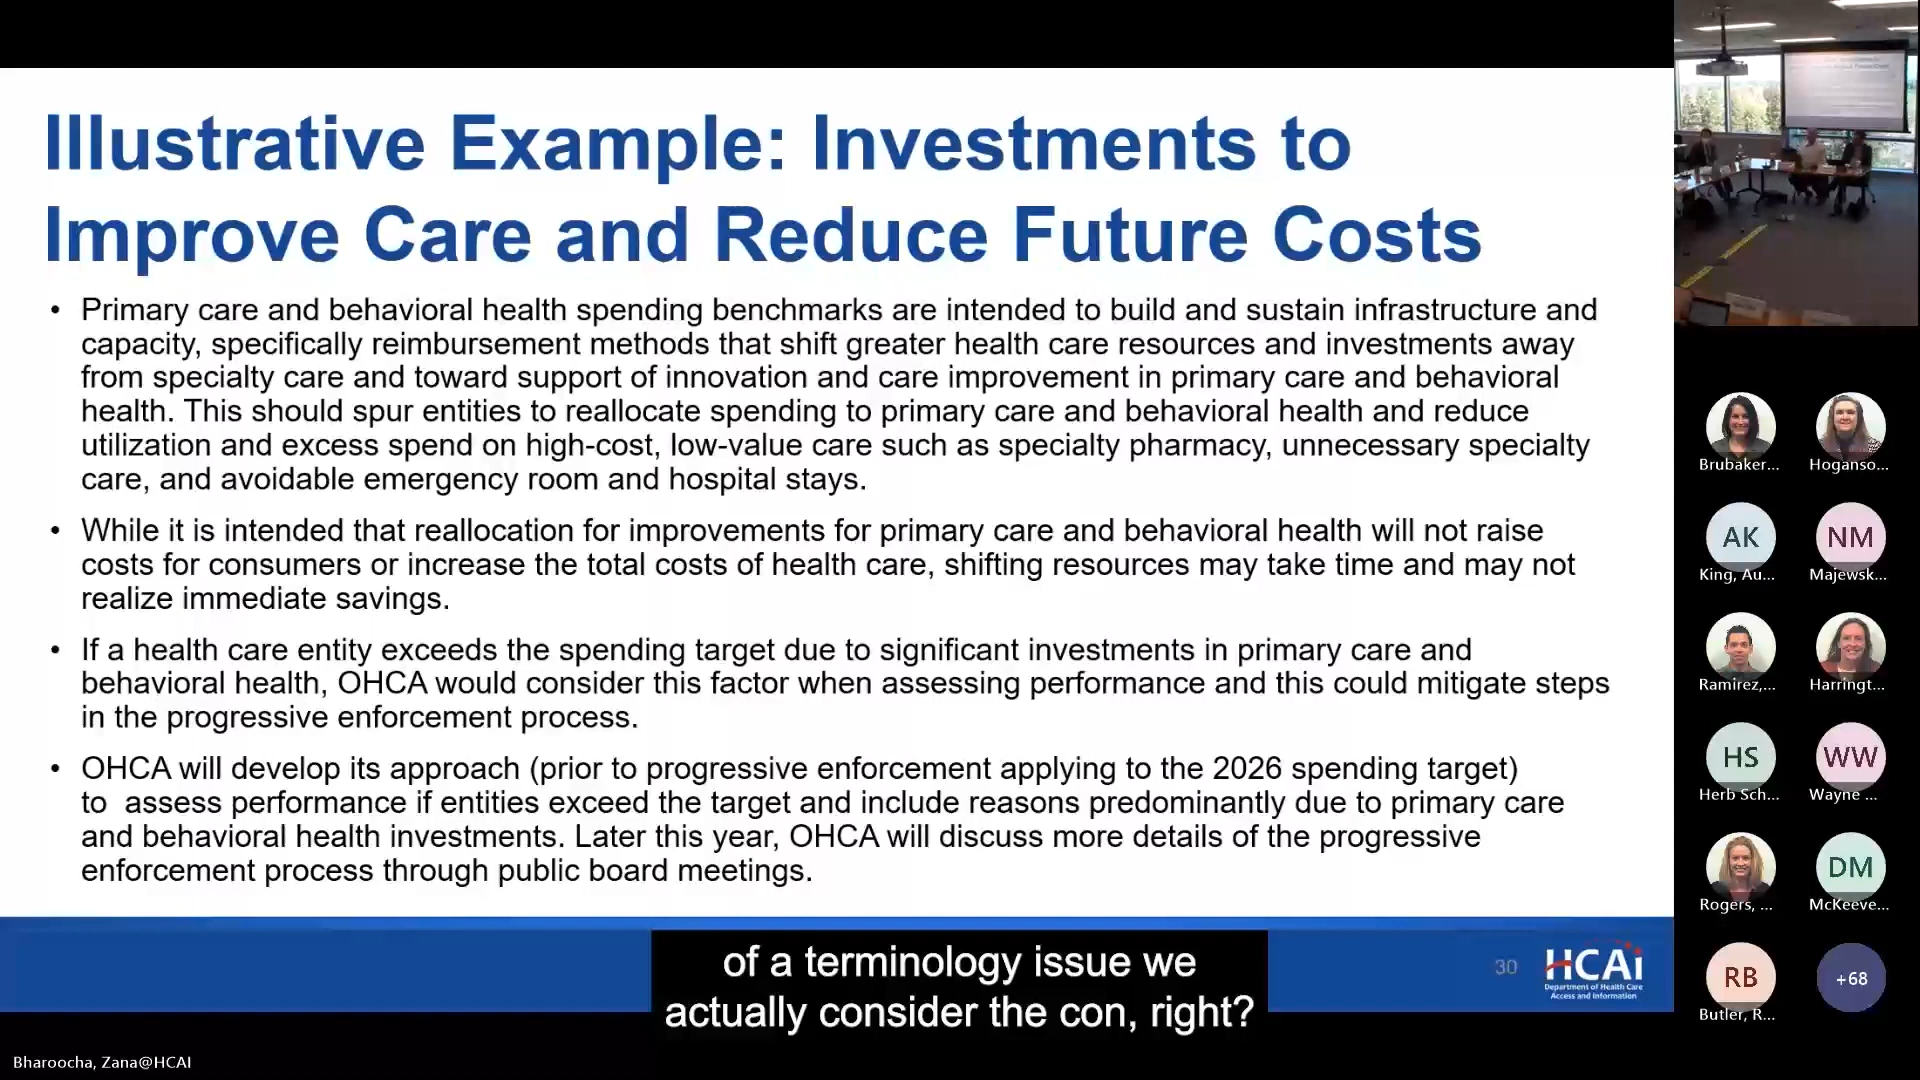 Illustrative Example: Investments to
Improve Care and Reduce Future Costs
• Primary care and behavioral health spending benchmarks are intended to build and sustain infrastructure and
capacity, specifically reimbursement methods that shift greater health care resources and investments away
from specialty care and toward support of innovation and care improvement in primary care and behavioral
health. This should spur entities to reallocate spending to primary care and behavioral health and reduce
utilization and excess spend on high-cost, low-value care such as specialty pharmacy, unnecessary specialty
care, and avoidable emergency room and hospital stays.
• While it is intended that reallocation for improvements for primary care and behavioral health will not raise
costs for consumers or increase the total costs of health care, shifting resources may take time and may not
realize immediate savings.
• If a health care entity exceeds the spending target due to significant investments in primary care and
behavioral health, OHCA would consider this factor when assessing performance and this could mitigate steps
in the progressive enforcement process.
• OHCA will develop its approach (prior to progressive enforcement applying to the 2026 spending target)
to assess performance if entities exceed the target and include reasons predominantly due to primary care
and behavioral health investments. Later this year, OHCA will discuss more details of the progressive
enforcement process through public board meetings.
30
HCAi
Department of Health Care
Access and Information
of a terminology issue we
actually consider the con, right?
Bharoocha, Zana@HCAI
Brubaker... Hoganso...
AK NM
King, Au... Majewsk...
Ramirez,... Harringt...
HS WW
Herb Sch... Wayne ...
DM
Rogers, ... McKeeve...
RB +68
Butler, R...